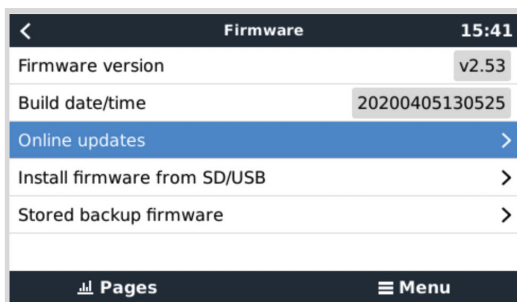 Firmware 15:41
Firmware version v2.53
Build date/time 20200405130525
Online updates
Install firmware from SD/USB
Stored backup firmware
Pages Menu